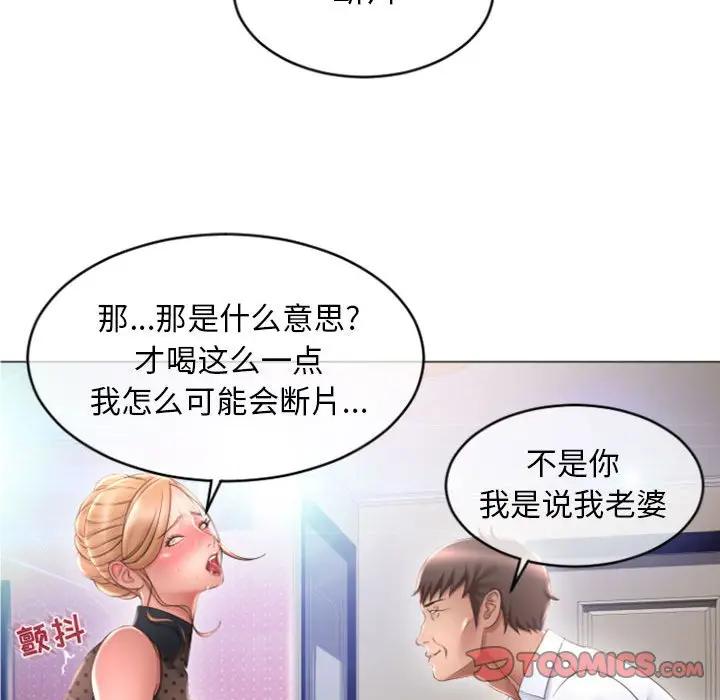 那...那是什么意思?
才喝这么一点
我怎么可能会断片...
不是你
我是说我老婆
颤抖
TOOMICS.COM